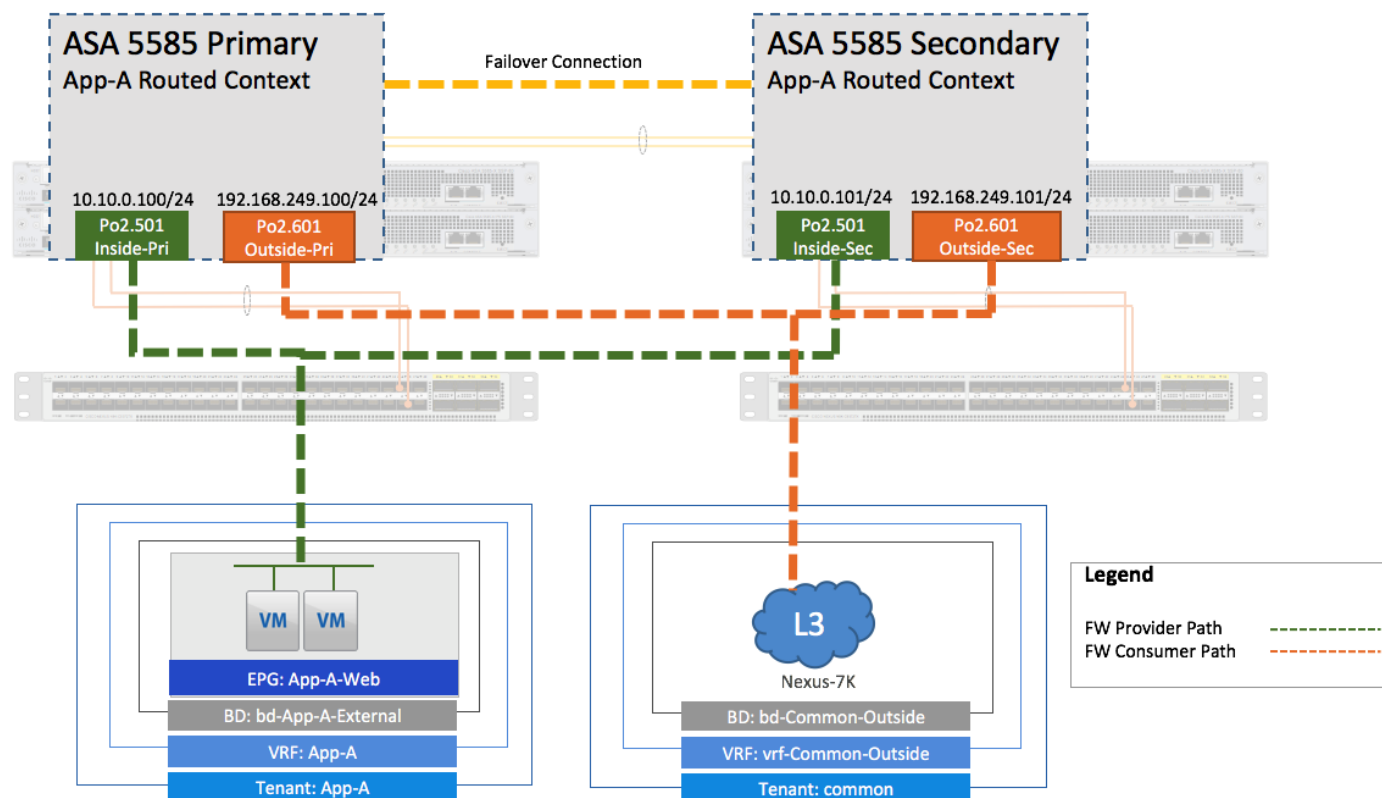 ASA 5585 Primary
App-A Routed Context
Failover Connection
ASA 5585 Secondary
App-A Routed Context
10.10.0.100/24
192.168.249.100/24
10.10.0.101/24
192.168.249.101/24
Po2.501
Inside-Pri
Po2.601
Outside-Pri
Po2.501
Inside-Sec
Po2.601
Outside-Sec
VM
VM
EPG: App-A-Web
BD: bd-App-A-External
VRF: App-A
Tenant: App-A
L3
Nexus-7K
BD: bd-Common-Outside
VRF: vrf-Common-Outside
Tenant: common
Legend
FW Provider Path
FW Consumer Path